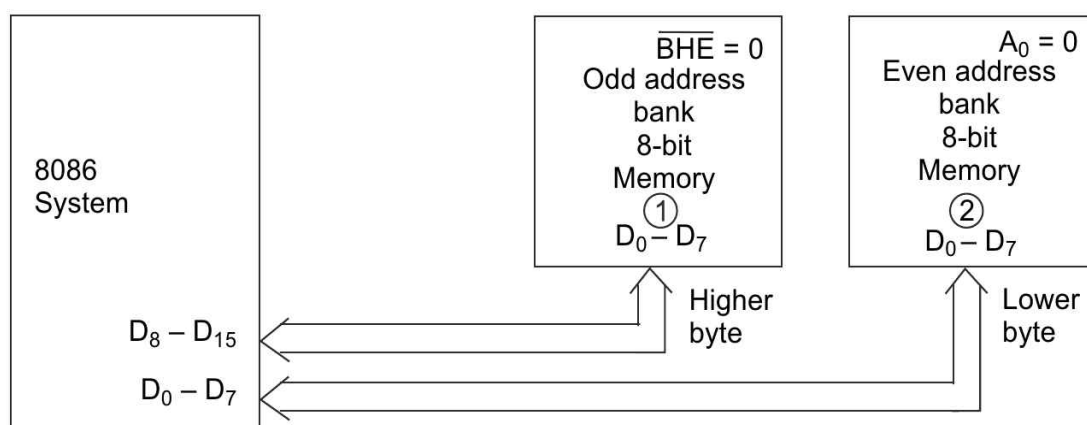 8086
System
D₈ – D₁₅
D₀ – D₇
B̅H̅E̅ = 0
Odd address
bank
8-bit
Memory
①
D₀ – D₇
Higher
byte
A₀ = 0
Even address
bank
8-bit
Memory
②
D₀ – D₇
Lower
byte